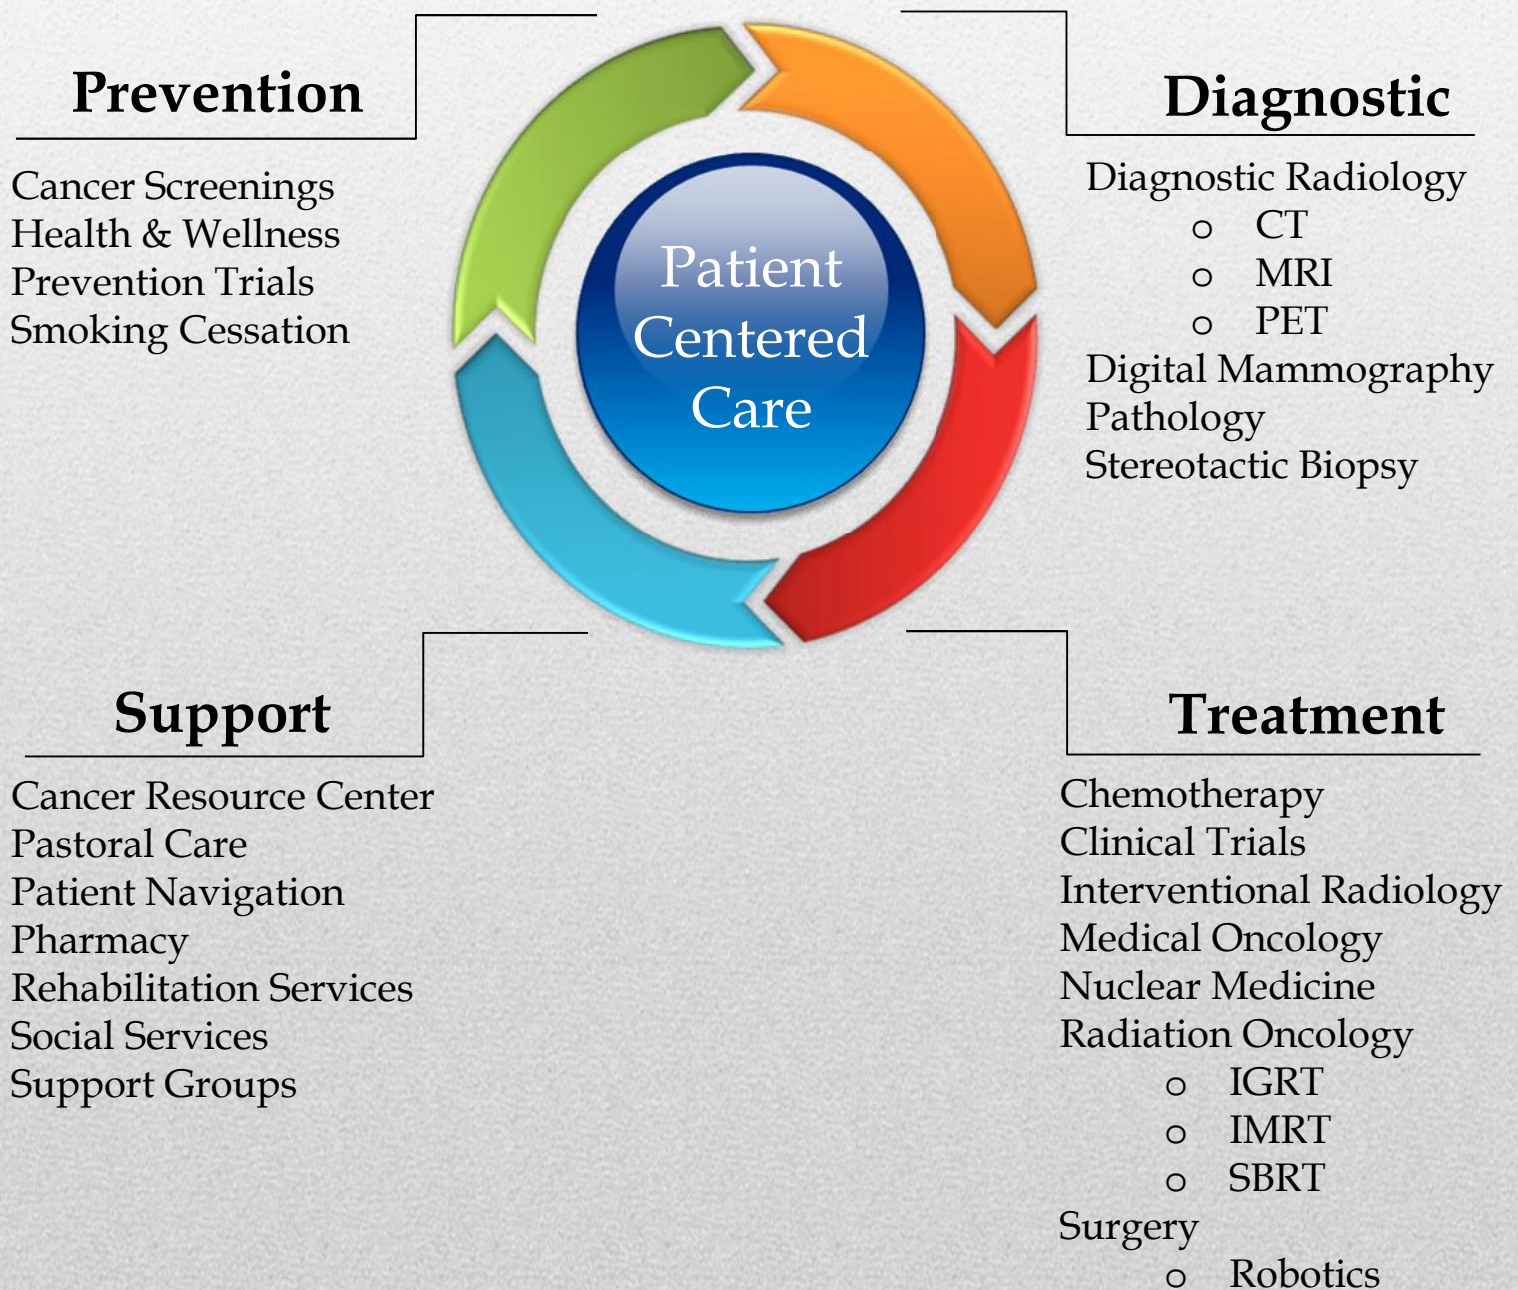 Prevention
Cancer Screenings
Health & Wellness
Prevention Trials
Smoking Cessation
Patient
Centered
Care
Diagnostic
Diagnostic Radiology
o CT
o MRI
o PET
Digital Mammography
Pathology
Stereotactic Biopsy
Support
Cancer Resource Center
Pastoral Care
Patient Navigation
Pharmacy
Rehabilitation Services
Social Services
Support Groups
Treatment
Chemotherapy
Clinical Trials
Interventional Radiology
Medical Oncology
Nuclear Medicine
Radiation Oncology
o IGRT
o IMRT
o SBRT
Surgery
o Robotics